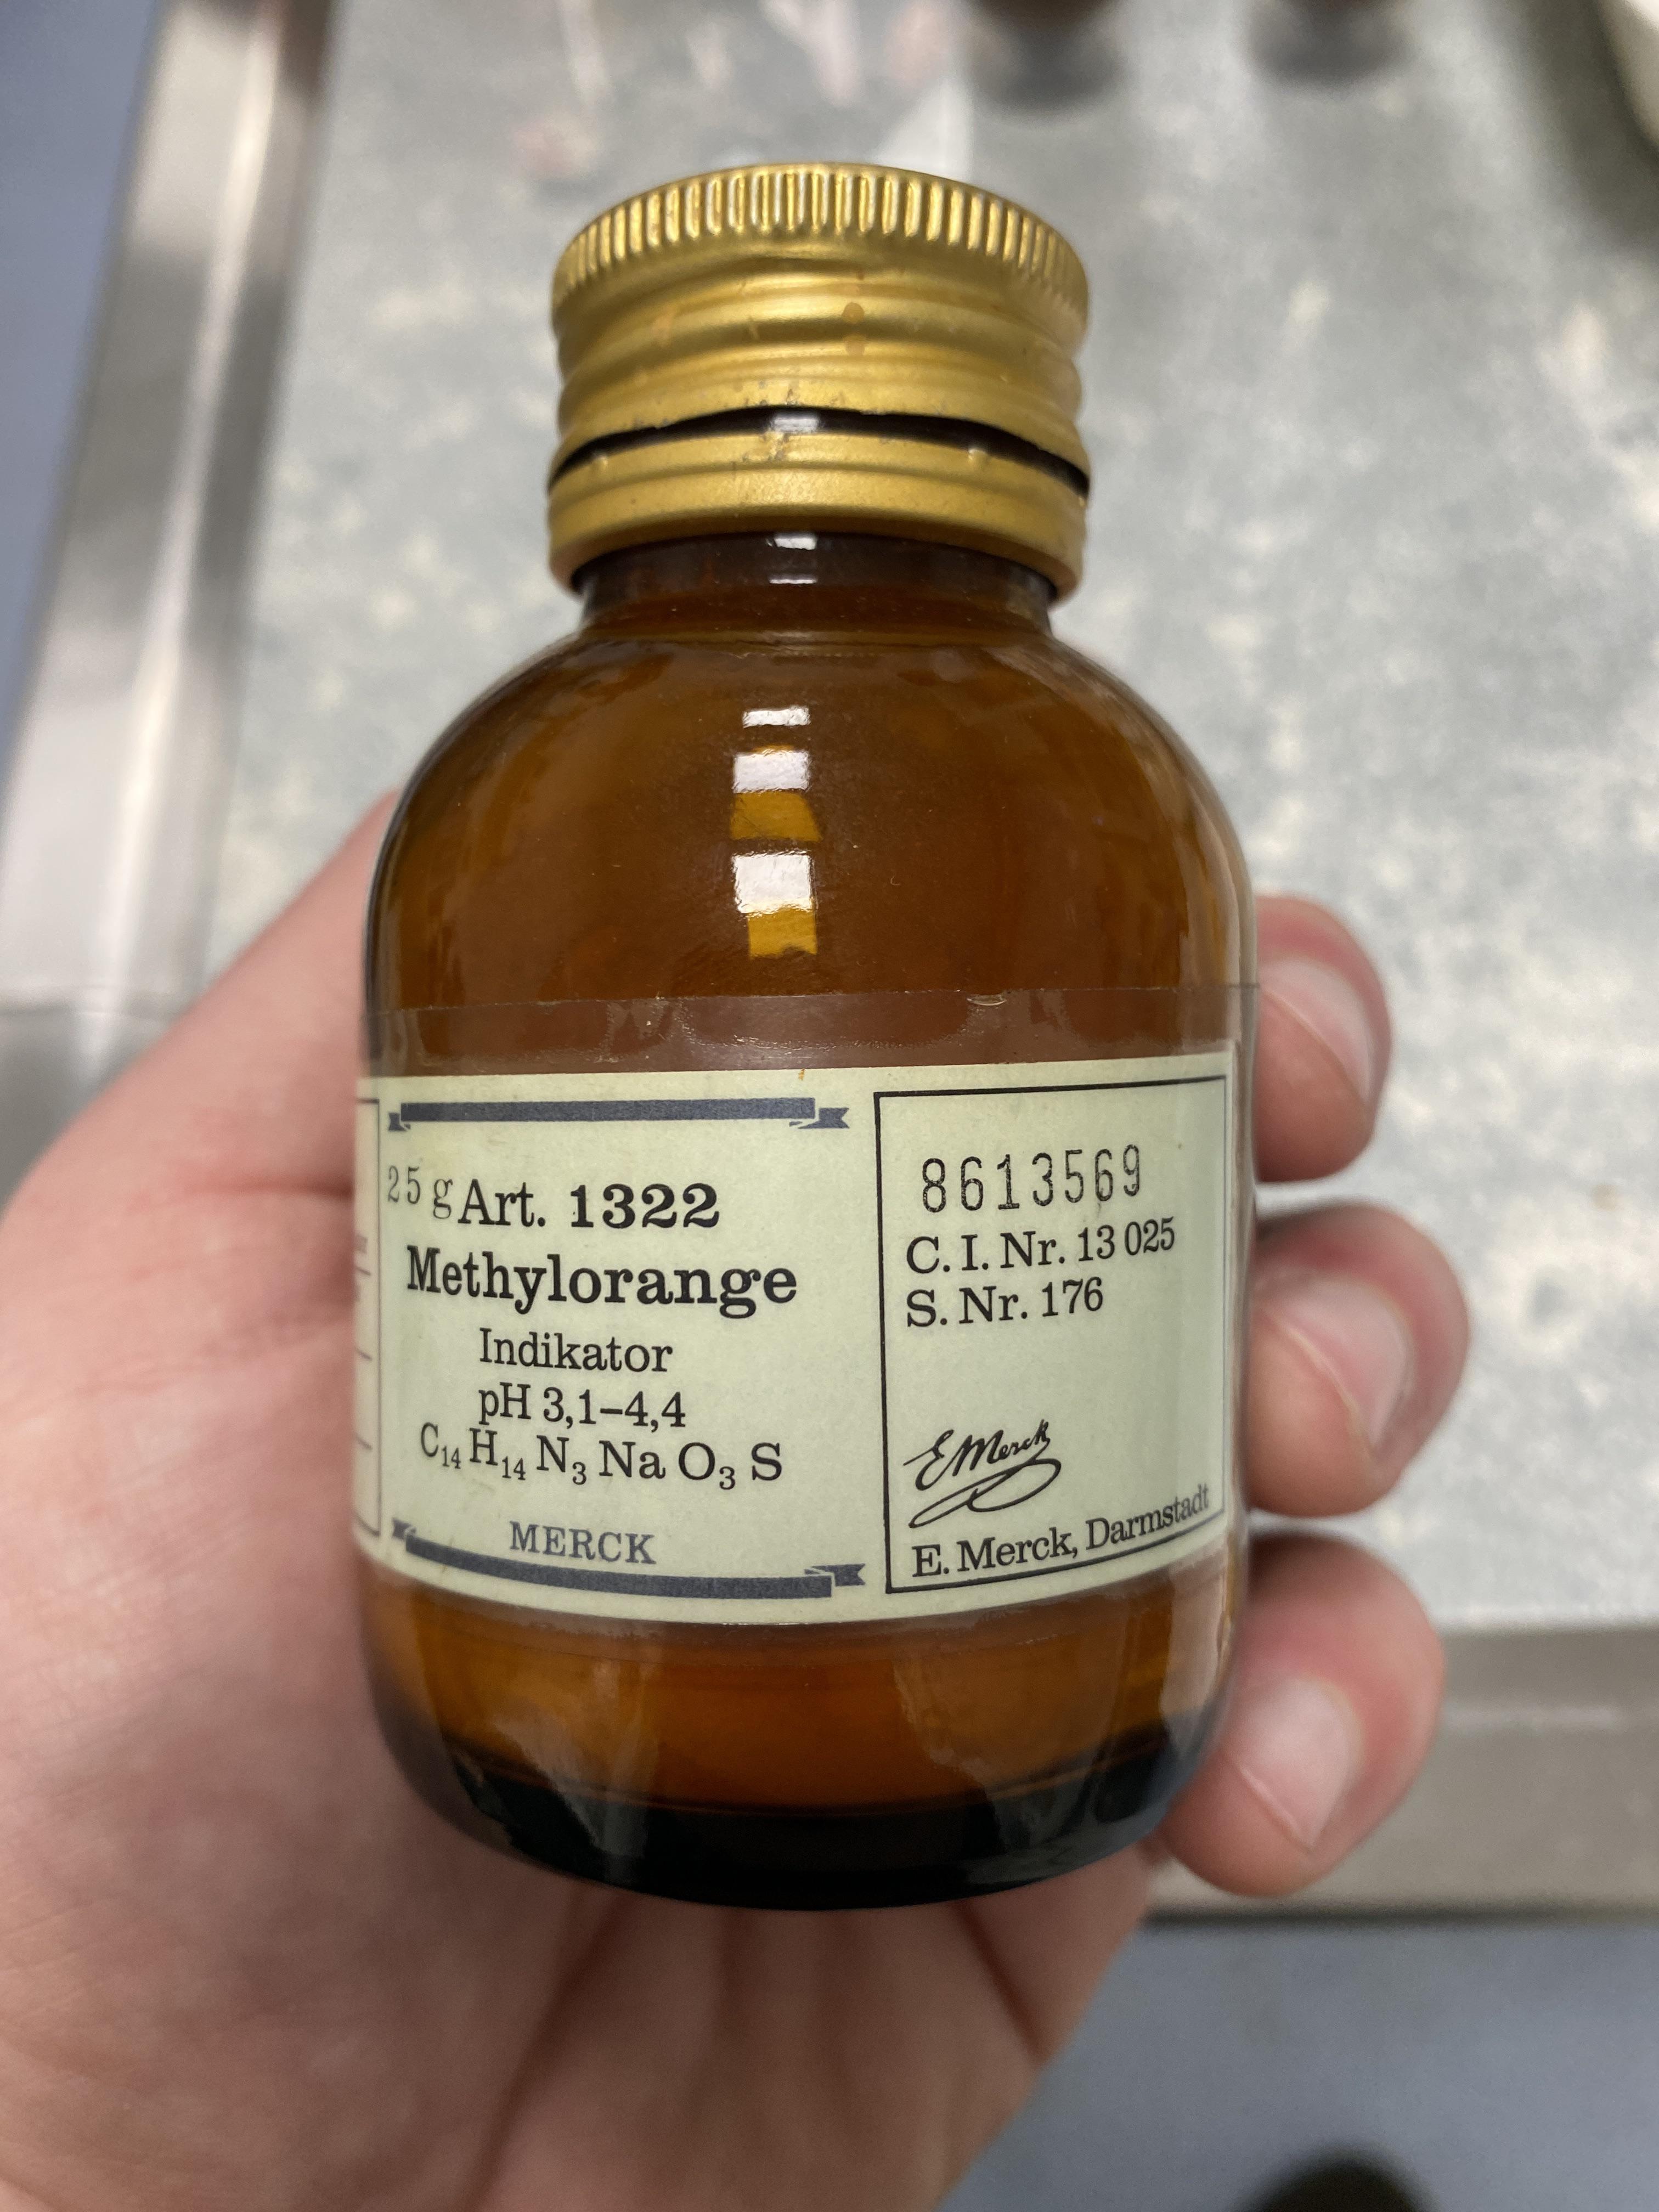 25 g Art. 1322
Methylorange
Indikator
pH 3,1–4,4
C₁₄ H₁₄ N₃ Na O₃ S
MERCK
8613569
C. I. Nr. 13 025
S. Nr. 176
E. Merck
E. Merck, Darmstadt